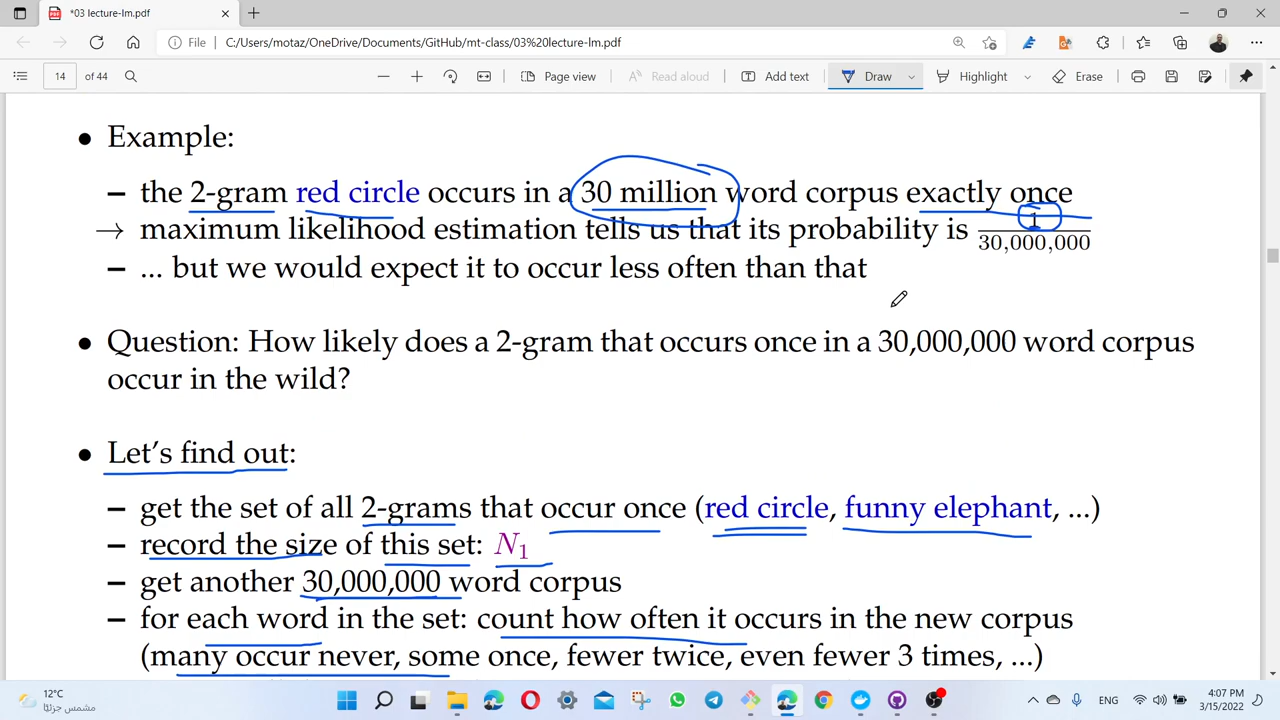 *03 lecture-lm.pdf
File C:/Users/motaz/OneDrive/Documents/GitHub/mt-class/03%20lecture-lm.pdf
14 of 44 Page view Read aloud Add text Draw Highlight Erase
• Example:
– the 2-gram red circle occurs in a 30 million word corpus exactly once
→ maximum likelihood estimation tells us that its probability is 1/30,000,000
– ... but we would expect it to occur less often than that
• Question: How likely does a 2-gram that occurs once in a 30,000,000 word corpus
occur in the wild?
• Let's find out:
– get the set of all 2-grams that occur once (red circle, funny elephant, ...)
– record the size of this set: N₁
– get another 30,000,000 word corpus
– for each word in the set: count how often it occurs in the new corpus
(many occur never, some once, fewer twice, even fewer 3 times, ...)
12°C
مشمس جزئيًا
ENG
4:07 PM
3/15/2022